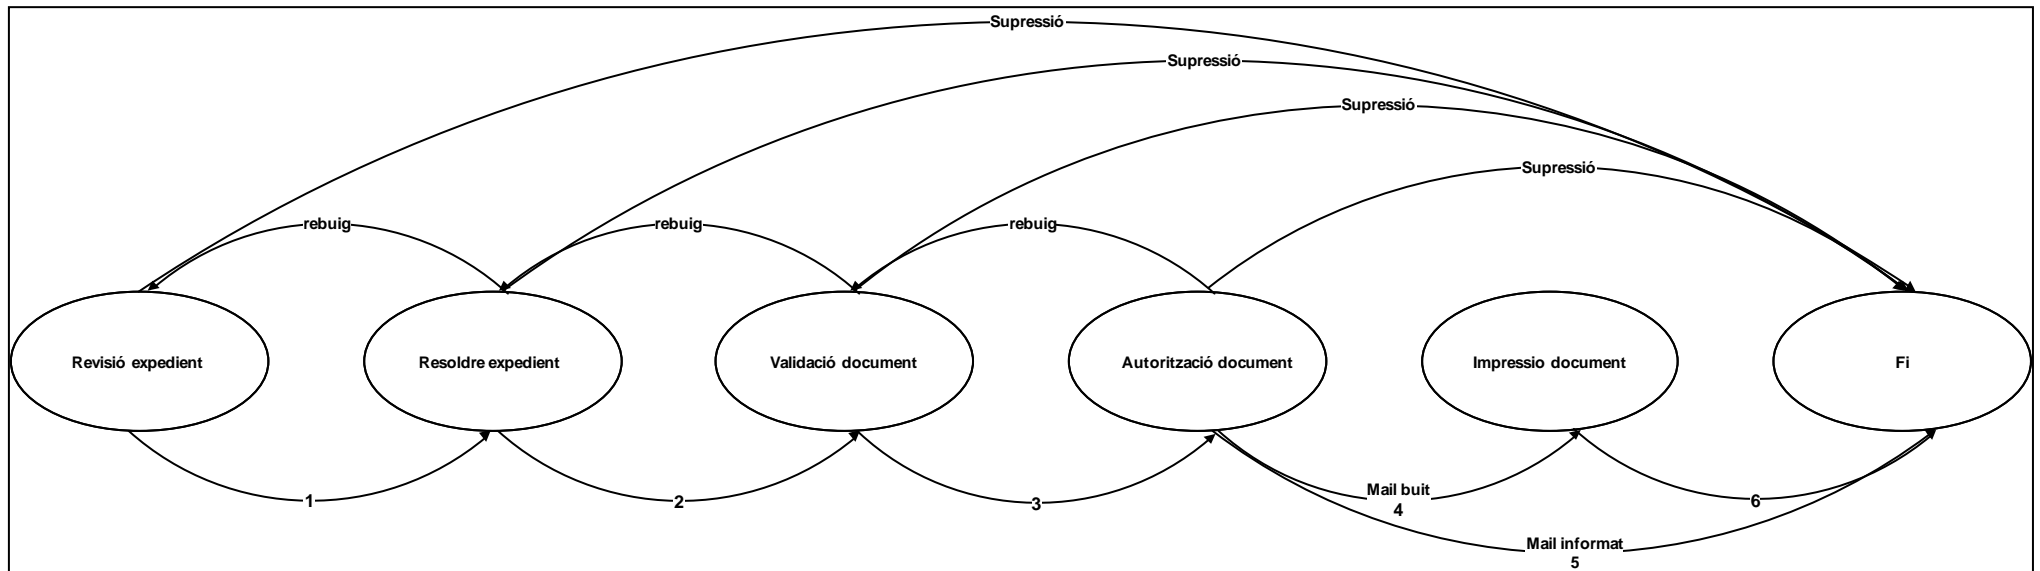 Supressió
Supressió
Supressió
Supressió
rebuig
rebuig
rebuig
Revisió expedient
Resoldre expedient
Validació document
Autorització document
Impressio document
Fi
1
2
3
Mail buit
4
6
Mail informat
5